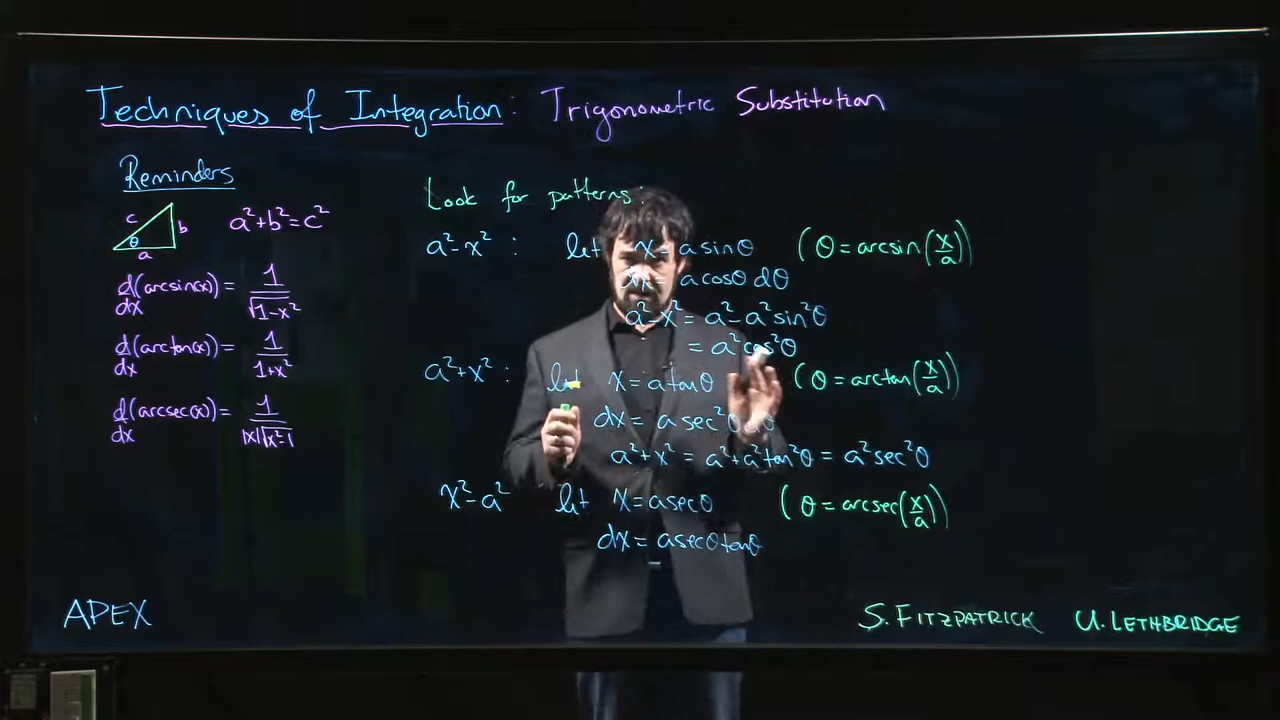 Techniques of Integration: Trigonometric Substitution
Reminders
c b θ a
a²+b²=c²
d/dx (arcsin(x)) = 1/√1-x²
d/dx (arctan(x)) = 1/1+x²
d/dx (arcsec(x)) = 1/|x|√x²-1
Look for patterns:
a²-x² : let x=a sinθ (θ=arcsin(x/a))
dx= a cosθ dθ
a²-x² = a²-a²sin²θ
= a²cos²θ
a²+x² : let x=a tanθ (θ=arctan(x/a))
dx= a sec²θ dθ
a²+x² = a²+a²tan²θ = a²sec²θ
x²-a² let x=a secθ (θ=arcsec(x/a))
dx= a secθ tanθ
APEX
S. FITZPATRICK U. LETHBRIDGE